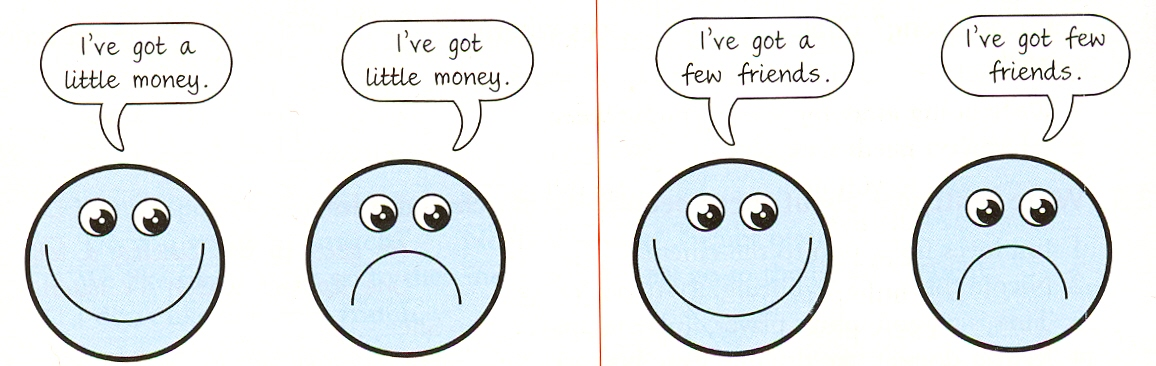 I've got a
little money.
I've got
little money.
I've got a
few friends.
I've got few
friends.